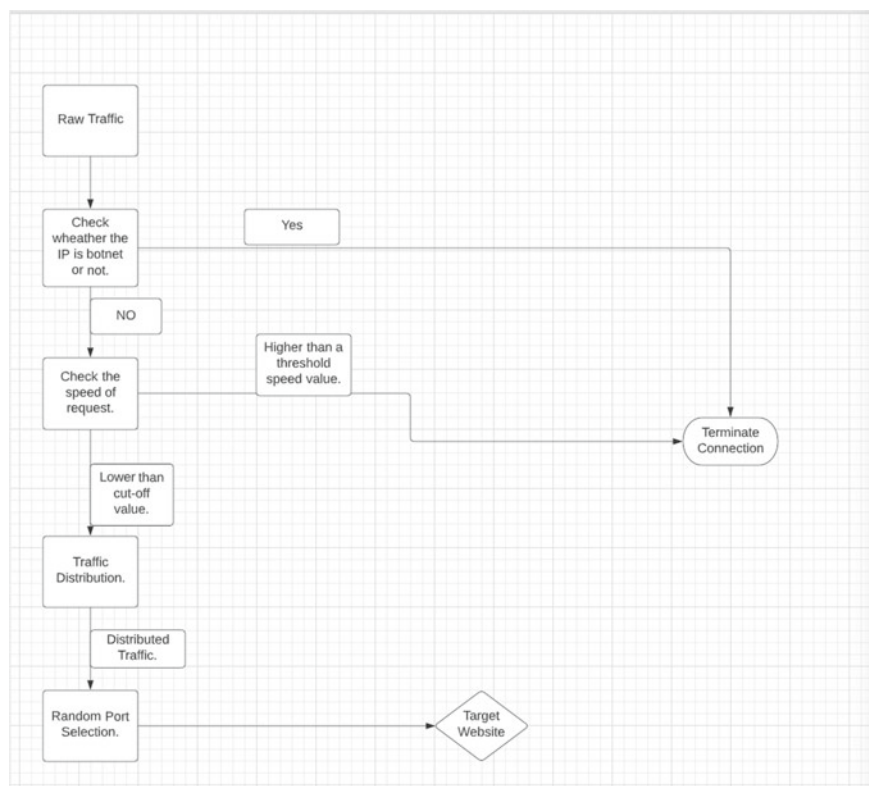 Raw Traffic
Check
wheather the
IP is botnet
or not.
Yes
NO
Higher than a
threshold
speed value.
Check the
speed of
request.
Terminate
Connection
Lower than
cut-off
value.
Traffic
Distribution.
Distributed
Traffic.
Random Port
Selection.
Target
Website